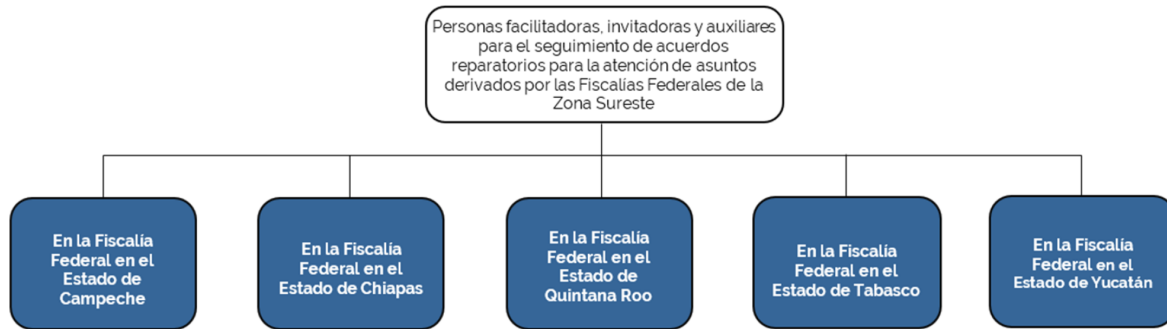 Personas facilitadoras, invitadoras y auxiliares
para el seguimiento de acuerdos
reparatorios para la atención de asuntos
derivados por las Fiscalías Federales de la
Zona Sureste
En la Fiscalía
Federal en el
Estado de
Campeche
En la Fiscalía
Federal en el
Estado de Chiapas
En la Fiscalía
Federal en el
Estado de
Quintana Roo
En la Fiscalía
Federal en el
Estado de Tabasco
En la Fiscalía
Federal en el
Estado de Yucatán